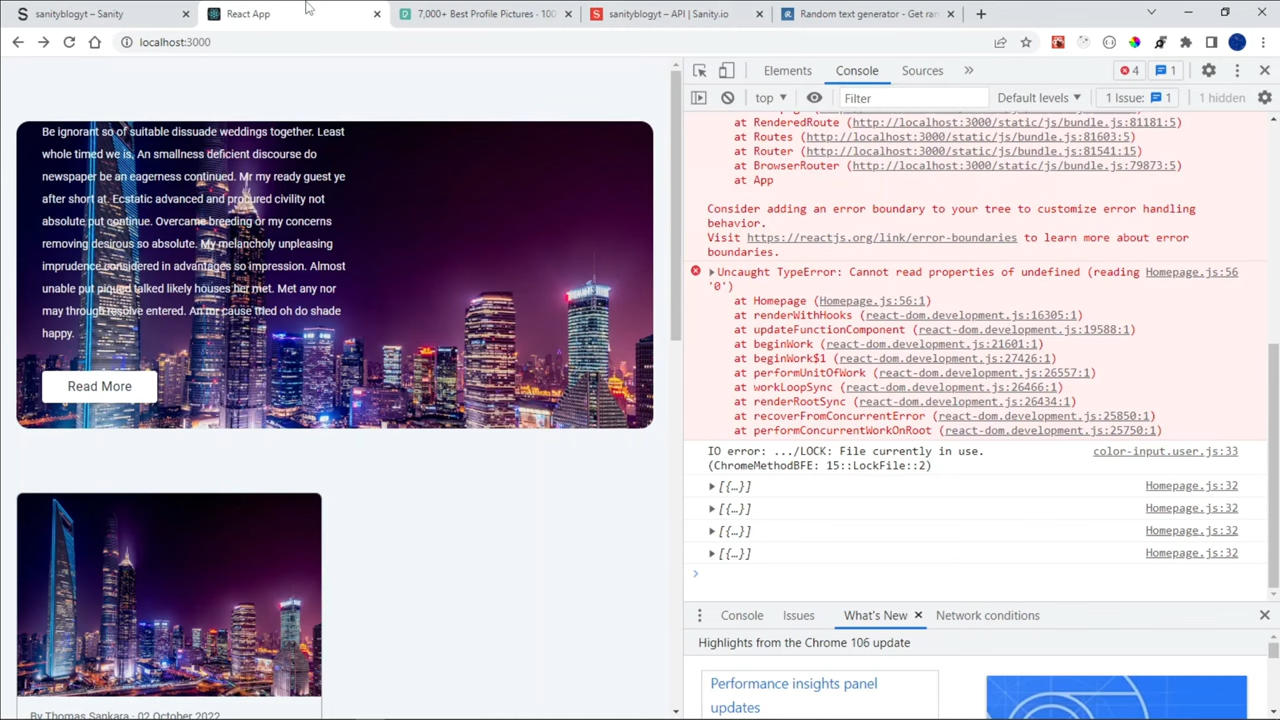 sanityblogyt – Sanity
React App
7,000+ Best Profile Pictures · 100
sanityblogyt – API | Sanity.io
Random text generator - Get ran
localhost:3000
Be ignorant so of suitable dissuade weddings together. Least
whole timed we is. An smallness deficient discourse do
newspaper be an eagerness continued. Mr my ready guest ye
after short at. Ecstatic advanced and procured civility not
absolute put continue. Overcame breeding or my concerns
removing desirous so absolute. My melancholy unpleasing
imprudence considered in advantages so impression. Almost
unable put piqued talked likely houses her met. Met any nor
may through resolve entered. An mr cause tried oh do shade
happy.
Read More
By Thomas Sankara · 02 October 2022
Elements
Console
Sources
4
1
top
Filter
Default levels
1 Issue: 1
1 hidden
at RenderedRoute (http://localhost:3000/static/js/bundle.js:81181:5)
at Routes (http://localhost:3000/static/js/bundle.js:81603:5)
at Router (http://localhost:3000/static/js/bundle.js:81541:15)
at BrowserRouter (http://localhost:3000/static/js/bundle.js:79873:5)
at App
Consider adding an error boundary to your tree to customize error handling
behavior.
Visit https://reactjs.org/link/error-boundaries to learn more about error
boundaries.
Uncaught TypeError: Cannot read properties of undefined (reading Homepage.js:56
'0')
at Homepage (Homepage.js:56:1)
at renderWithHooks (react-dom.development.js:16305:1)
at updateFunctionComponent (react-dom.development.js:19588:1)
at beginWork (react-dom.development.js:21601:1)
at beginWork$1 (react-dom.development.js:27426:1)
at performUnitOfWork (react-dom.development.js:26557:1)
at workLoopSync (react-dom.development.js:26466:1)
at renderRootSync (react-dom.development.js:26434:1)
at recoverFromConcurrentError (react-dom.development.js:25850:1)
at performConcurrentWorkOnRoot (react-dom.development.js:25750:1)
IO error: .../LOCK: File currently in use. color-input.user.js:33
(ChromeMethodBFE: 15::LockFile::2)
[{…}] Homepage.js:32
[{…}] Homepage.js:32
[{…}] Homepage.js:32
[{…}] Homepage.js:32
Console
Issues
What's New
Network conditions
Highlights from the Chrome 106 update
Performance insights panel
updates